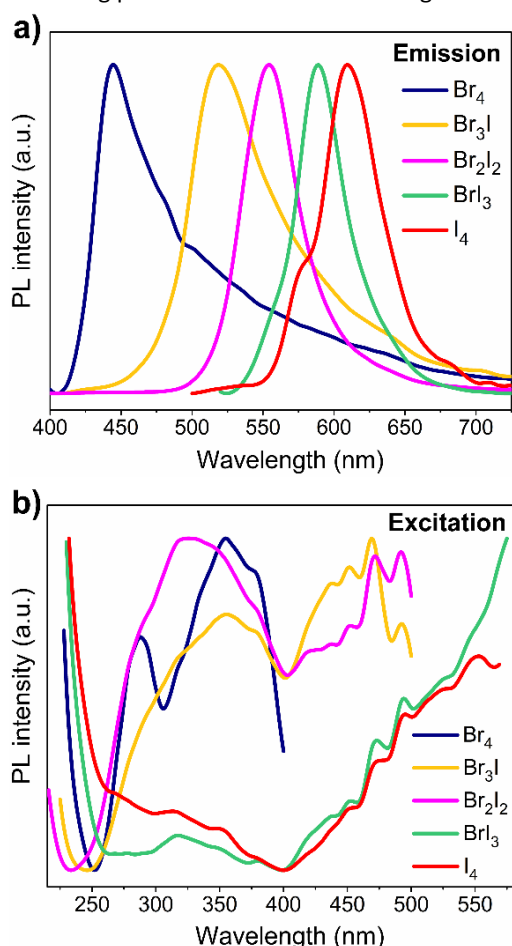 a)
Emission
Br₄
Br₃I
Br₂I₂
BrI₃
I₄
PL intensity (a.u.)
400 450 500 550 600 650 700
Wavelength (nm)
b)
Excitation
PL intensity (a.u.)
Br₄
Br₃I
Br₂I₂
BrI₃
I₄
250 300 350 400 450 500 550
Wavelength (nm)